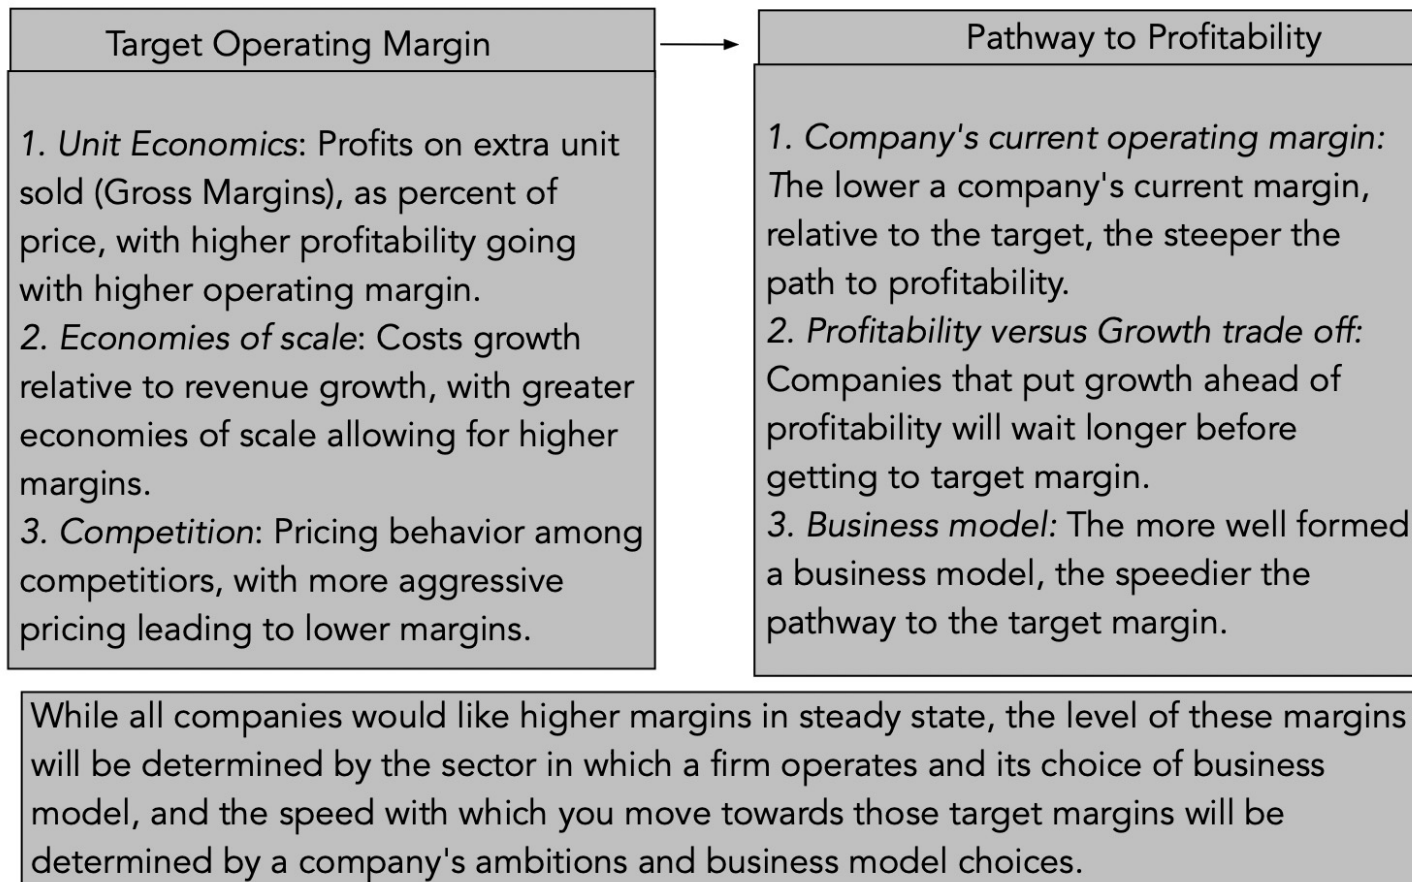 Target Operating Margin
1. Unit Economics: Profits on extra unit
sold (Gross Margins), as percent of
price, with higher profitability going
with higher operating margin.
2. Economies of scale: Costs growth
relative to revenue growth, with greater
economies of scale allowing for higher
margins.
3. Competition: Pricing behavior among
competitiors, with more aggressive
pricing leading to lower margins.
Pathway to Profitability
1. Company's current operating margin:
The lower a company's current margin,
relative to the target, the steeper the
path to profitability.
2. Profitability versus Growth trade off:
Companies that put growth ahead of
profitability will wait longer before
getting to target margin.
3. Business model: The more well formed
a business model, the speedier the
pathway to the target margin.
While all companies would like higher margins in steady state, the level of these margins
will be determined by the sector in which a firm operates and its choice of business
model, and the speed with which you move towards those target margins will be
determined by a company's ambitions and business model choices.